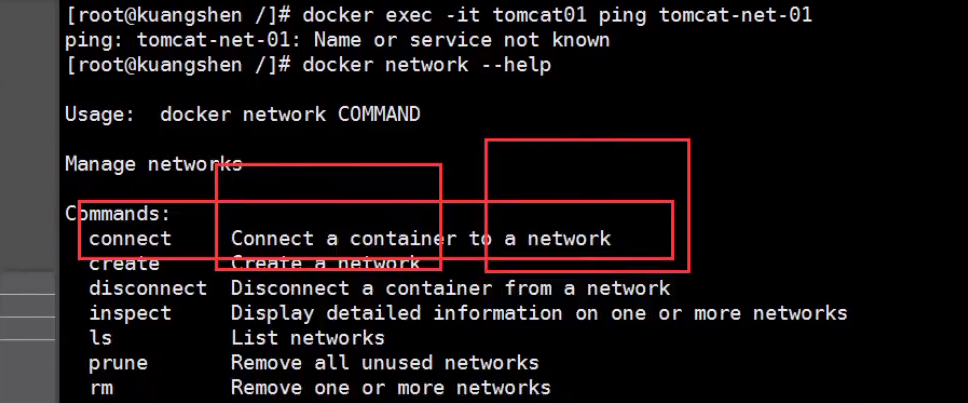 [root@kuangshen /]# docker exec -it tomcat01 ping tomcat-net-01
ping: tomcat-net-01: Name or service not known
[root@kuangshen /]# docker network --help
Usage:  docker network COMMAND
Manage networks
Commands:
  connect     Connect a container to a network
  create      Create a network
  disconnect  Disconnect a container from a network
  inspect     Display detailed information on one or more networks
  ls          List networks
  prune       Remove all unused networks
  rm          Remove one or more networks